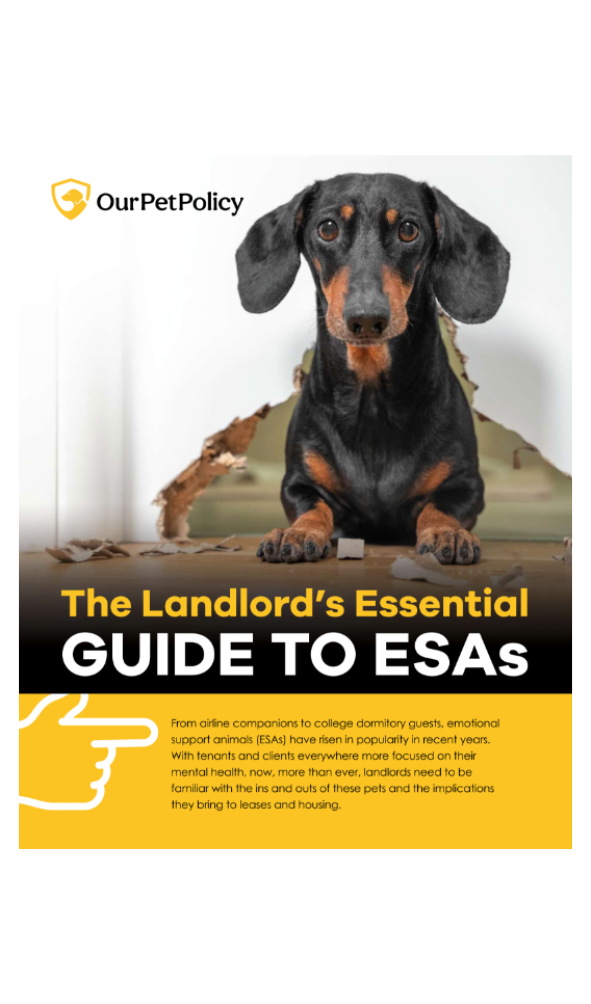 OurPetPolicy
The Landlord's Essential
GUIDE TO ESAs
From airline companions to college dormitory guests, emotional
support animals (ESAs) have risen in popularity in recent years.
With tenants and clients everywhere more focused on their
mental health, now, more than ever, landlords need to be
familiar with the ins and outs of these pets and the implications
they bring to leases and housing.